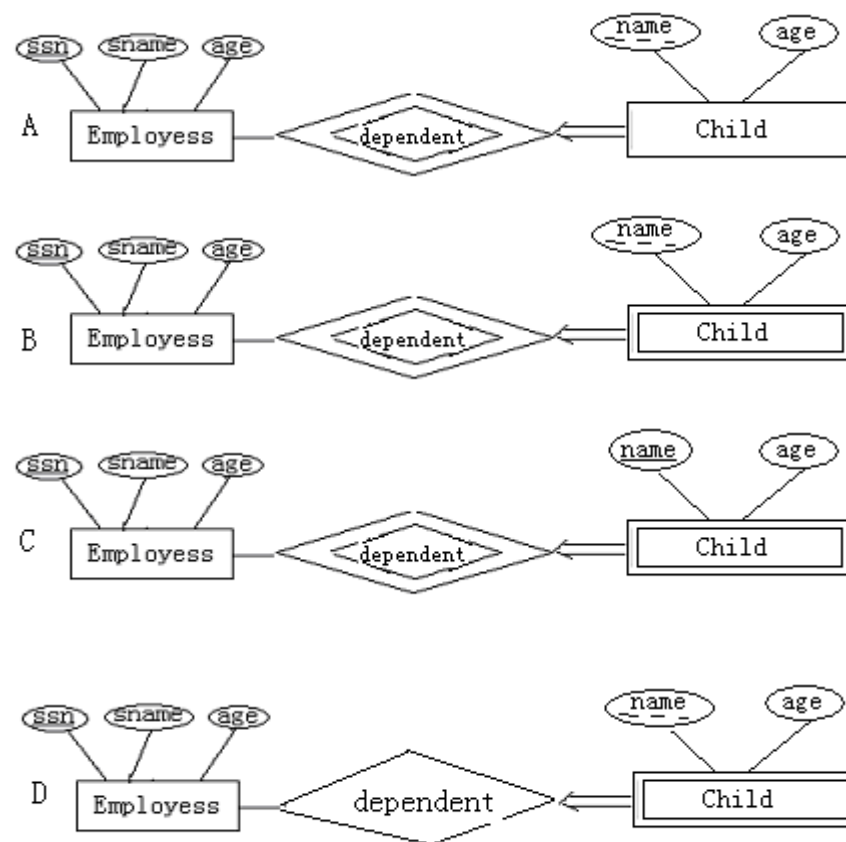 ssn sname age name age
A Employess dependent Child
ssn sname age name age
B Employess dependent Child
ssn sname age name age
C Employess dependent Child
ssn sname age name age
D Employess dependent Child